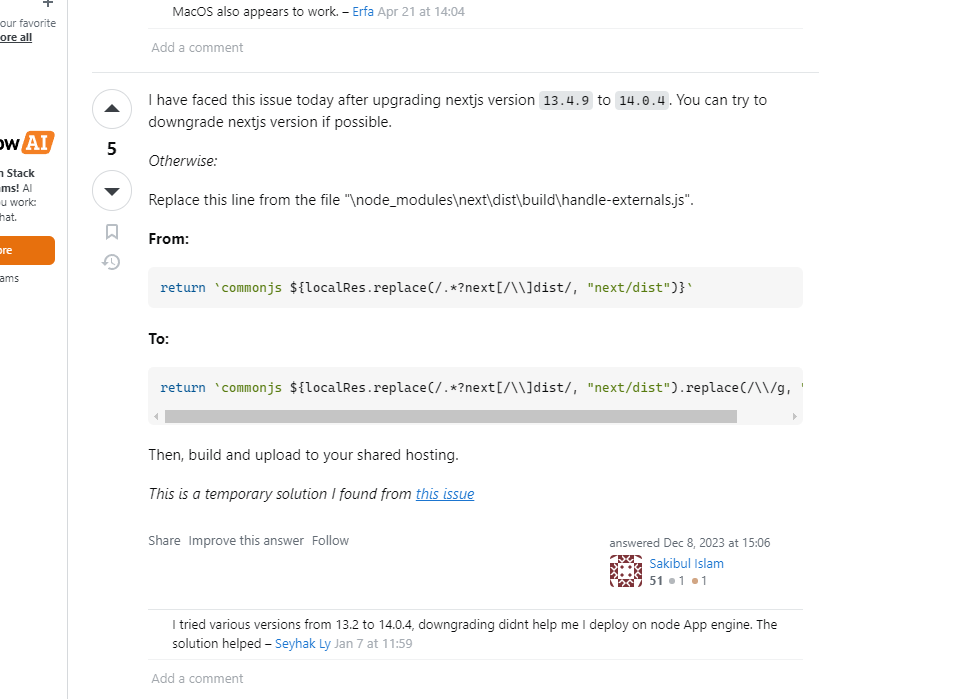 MacOS also appears to work. – Erfa Apr 21 at 14:04
Add a comment
our favorite
ore all
ow AI
n Stack
ms! AI
u work:
hat.
ore
ams
I have faced this issue today after upgrading nextjs version 13.4.9 to 14.0.4. You can try to
downgrade nextjs version if possible.
5
Otherwise:
Replace this line from the file "\node_modules\next\dist\build\handle-externals.js".
From:
return `commonjs ${localRes.replace(/.*?next[/\\]dist/, "next/dist")}`
To:
return `commonjs ${localRes.replace(/.*?next[/\\]dist/, "next/dist").replace(/\\/g, "
Then, build and upload to your shared hosting.
This is a temporary solution I found from this issue
Share Improve this answer Follow
answered Dec 8, 2023 at 15:06
Sakibul Islam
51 1 1
I tried various versions from 13.2 to 14.0.4, downgrading didnt help me I deploy on node App engine. The
solution helped – Seyhak Ly Jan 7 at 11:59
Add a comment